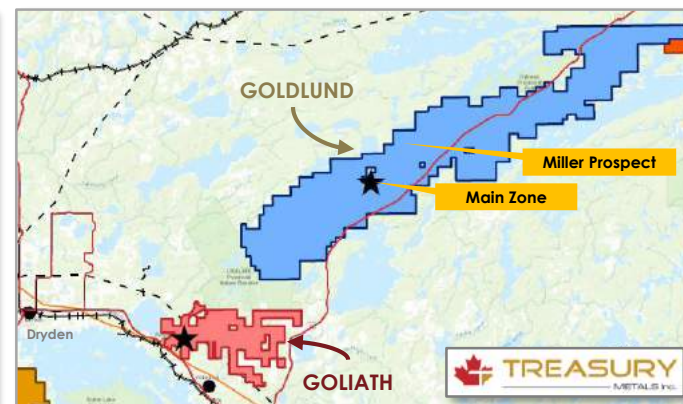 GOLDLUND
Miller Prospect
Main Zone
Dryden
GOLIATH
TREASURY
METALS Inc.